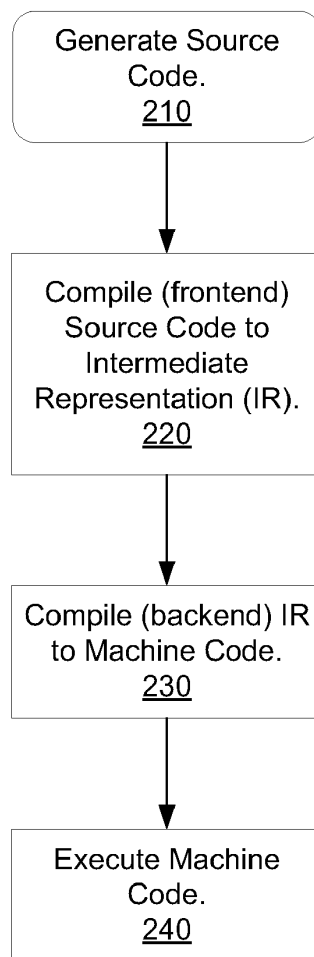 Generate Source
Code.
210
Compile (frontend)
Source Code to
Intermediate
Representation (IR).
220
Compile (backend) IR
to Machine Code.
230
Execute Machine
Code.
240